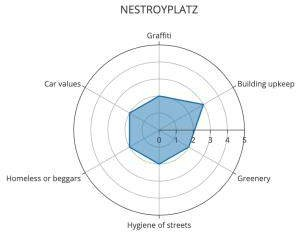 NESTROYPLATZ
Graffiti
Car values
Building upkeep
0 1 2 3 4 5
Homeless or beggars
Greenery
Hygiene of streets